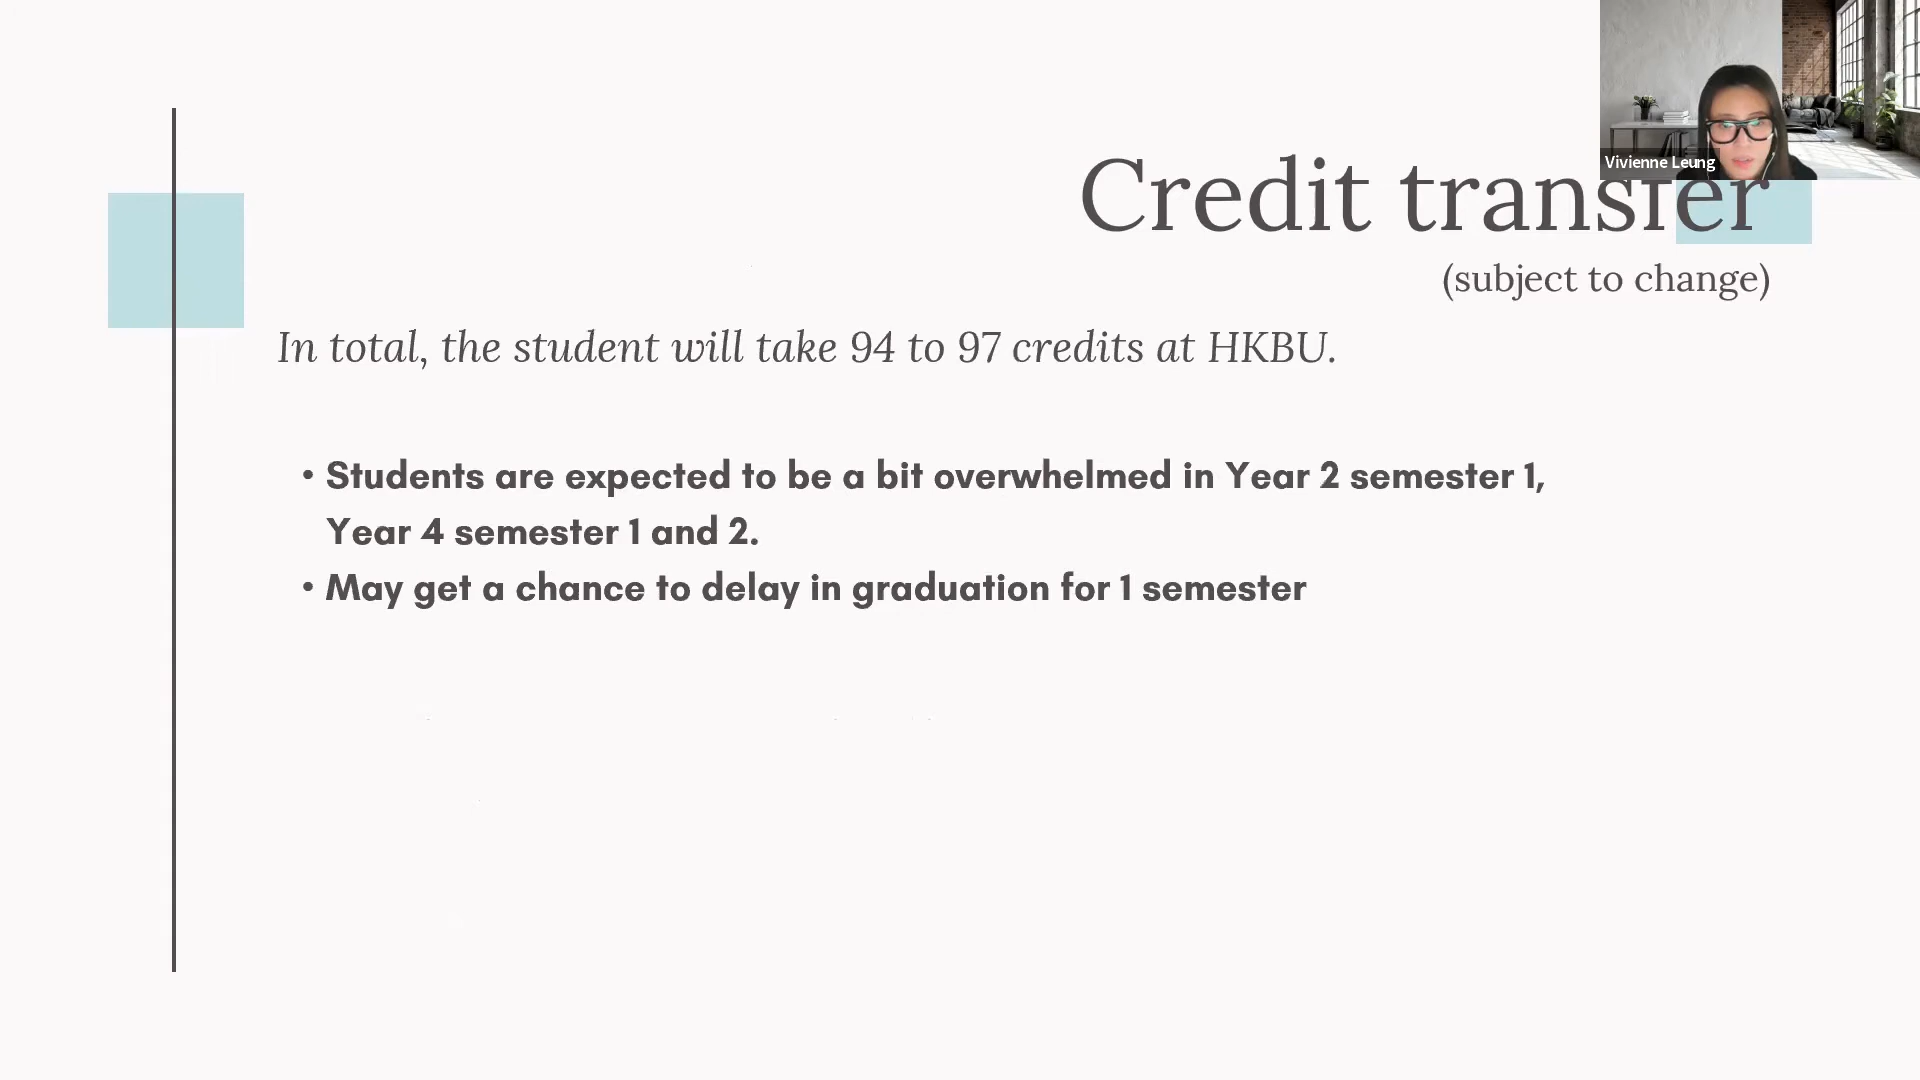 Vivienne Leung
Credit transfer
(subject to change)
In total, the student will take 94 to 97 credits at HKBU.
• Students are expected to be a bit overwhelmed in Year 2 semester 1,
Year 4 semester 1 and 2.
• May get a chance to delay in graduation for 1 semester